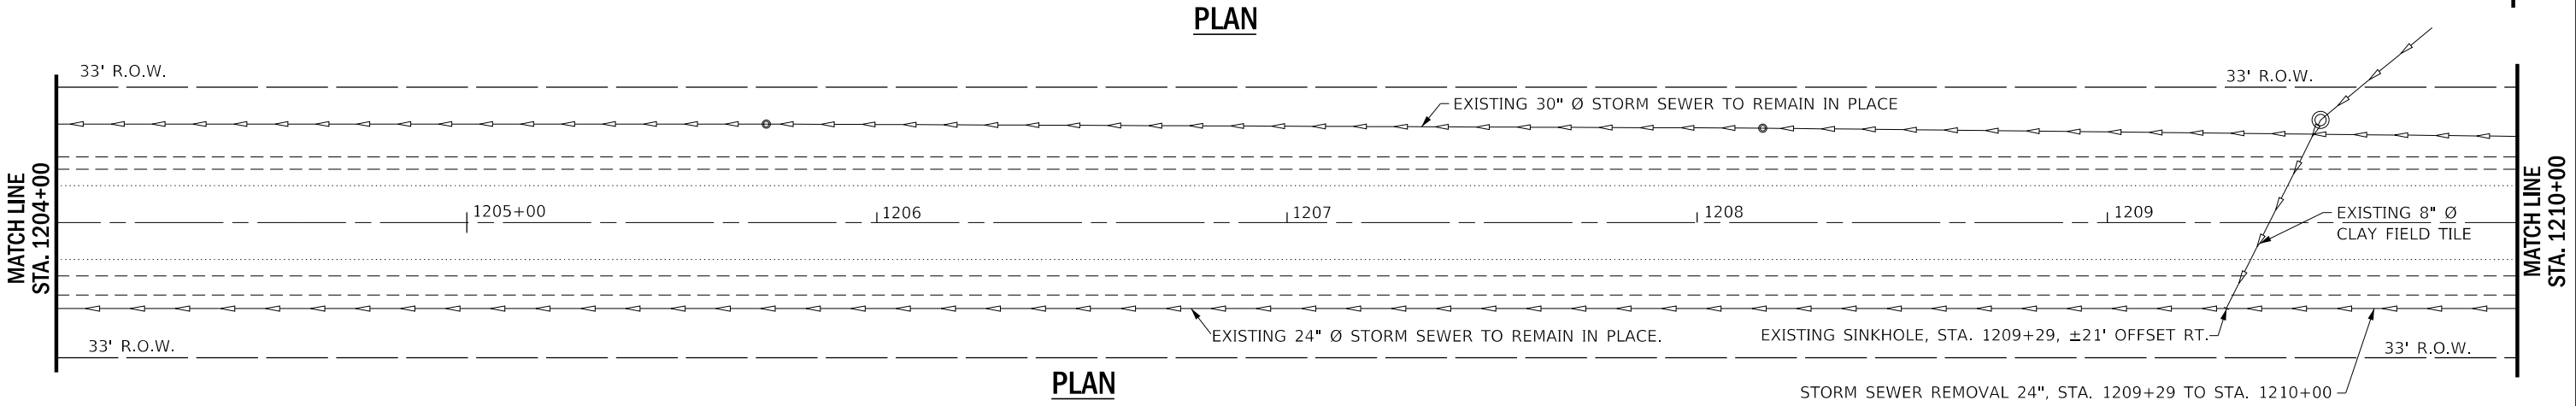 PLAN
33' R.O.W.
33' R.O.W.
EXISTING 30" Ø STORM SEWER TO REMAIN IN PLACE
MATCH LINE
STA. 1204+00
MATCH LINE
STA. 1210+00
1205+00
1206
1207
1208
1209
EXISTING 8" Ø
CLAY FIELD TILE
EXISTING 24" Ø STORM SEWER TO REMAIN IN PLACE.
EXISTING SINKHOLE, STA. 1209+29, ±21' OFFSET RT.
33' R.O.W.
33' R.O.W.
PLAN
STORM SEWER REMOVAL 24", STA. 1209+29 TO STA. 1210+00